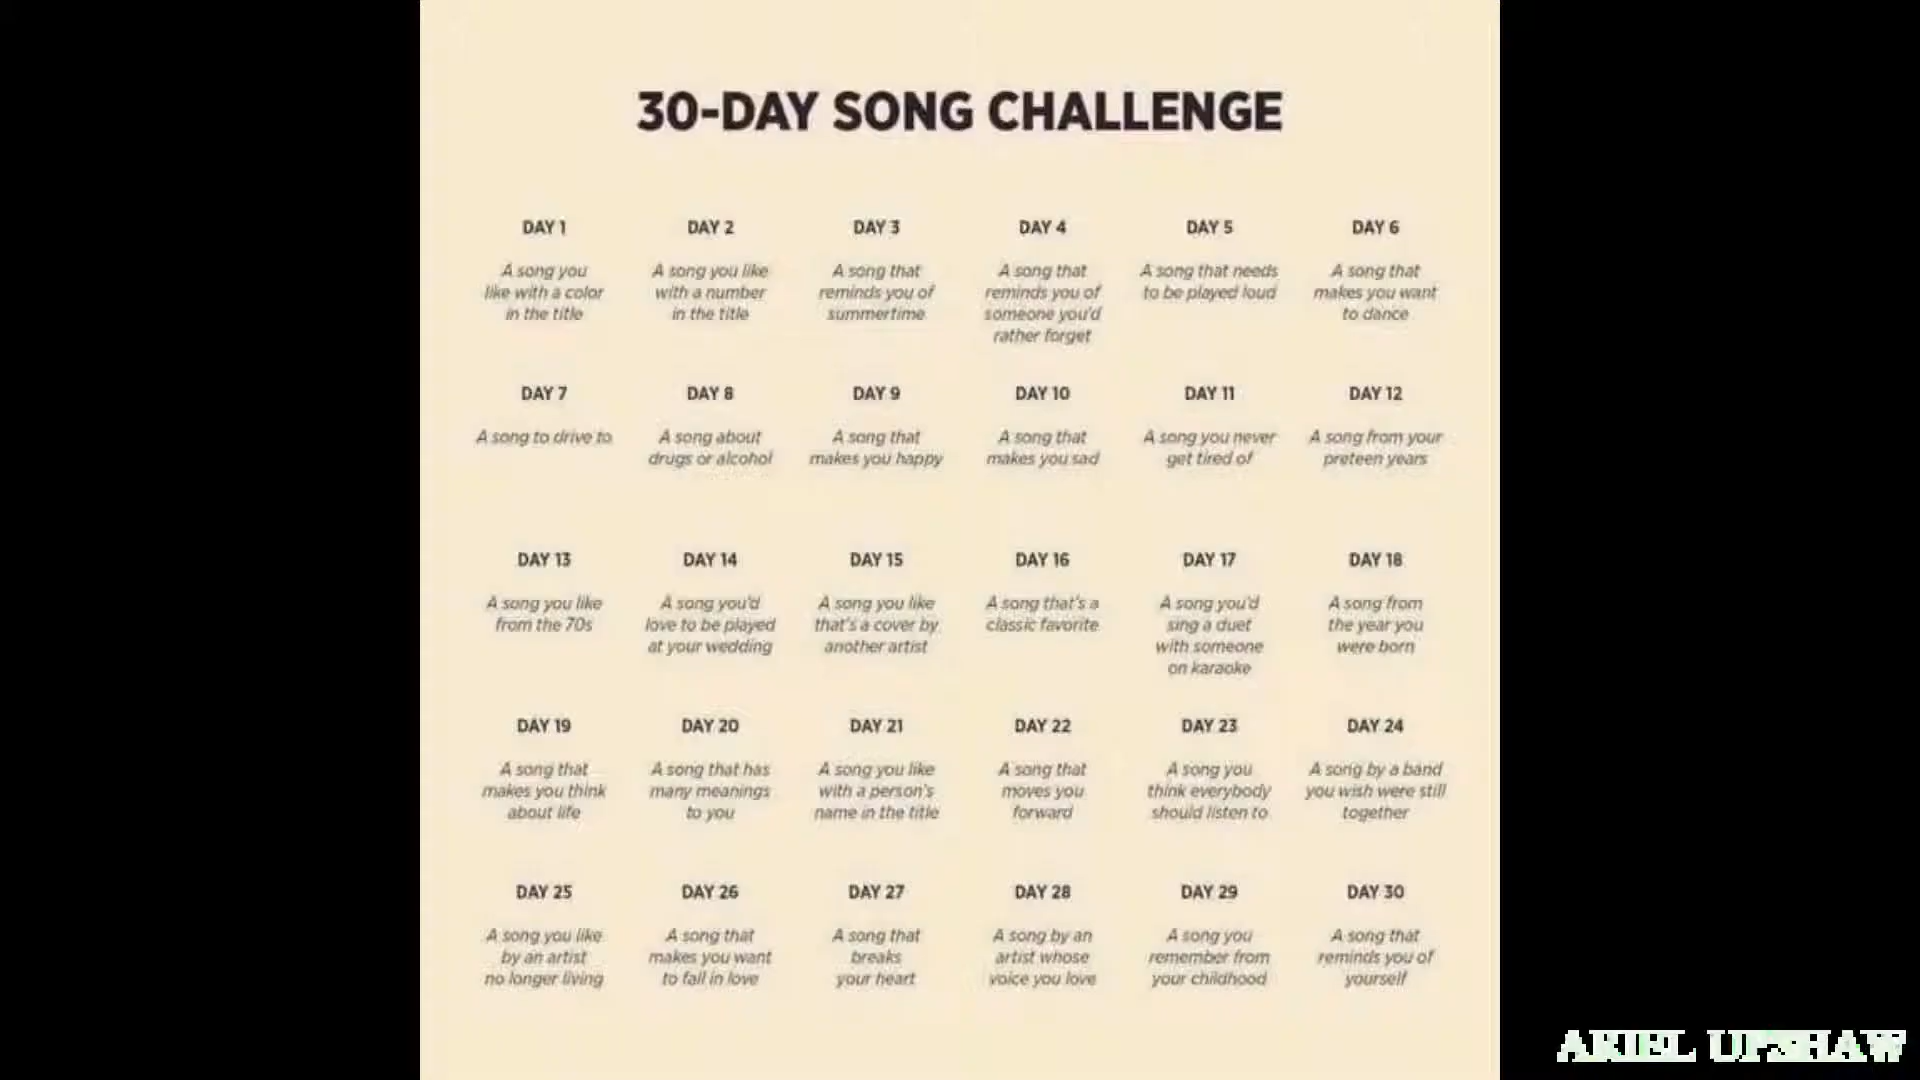 30-DAY SONG CHALLENGE
DAY 1
A song you
like with a color
in the title
DAY 2
A song you like
with a number
in the title
DAY 3
A song that
reminds you of
summertime
DAY 4
A song that
reminds you of
someone you'd
rather forget
DAY 5
A song that needs
to be played loud
DAY 6
A song that
makes you want
to dance
DAY 7
A song to drive to
DAY 8
A song about
drugs or alcohol
DAY 9
A song that
makes you happy
DAY 10
A song that
makes you sad
DAY 11
A song you never
get tired of
DAY 12
A song from your
preteen years
DAY 13
A song you like
from the 70s
DAY 14
A song you'd
love to be played
at your wedding
DAY 15
A song you like
that's a cover by
another artist
DAY 16
A song that's a
classic favorite
DAY 17
A song you'd
sing a duet
with someone
on karaoke
DAY 18
A song from
the year you
were born
DAY 19
A song that
makes you think
about life
DAY 20
A song that has
many meanings
to you
DAY 21
A song you like
with a person's
name in the title
DAY 22
A song that
moves you
forward
DAY 23
A song you
think everybody
should listen to
DAY 24
A song by a band
you wish were still
together
DAY 25
A song you like
by an artist
no longer living
DAY 26
A song that
makes you want
to fall in love
DAY 27
A song that
breaks
your heart
DAY 28
A song by an
artist whose
voice you love
DAY 29
A song you
remember from
your childhood
DAY 30
A song that
reminds you of
yourself
ARIEL UPSHAW